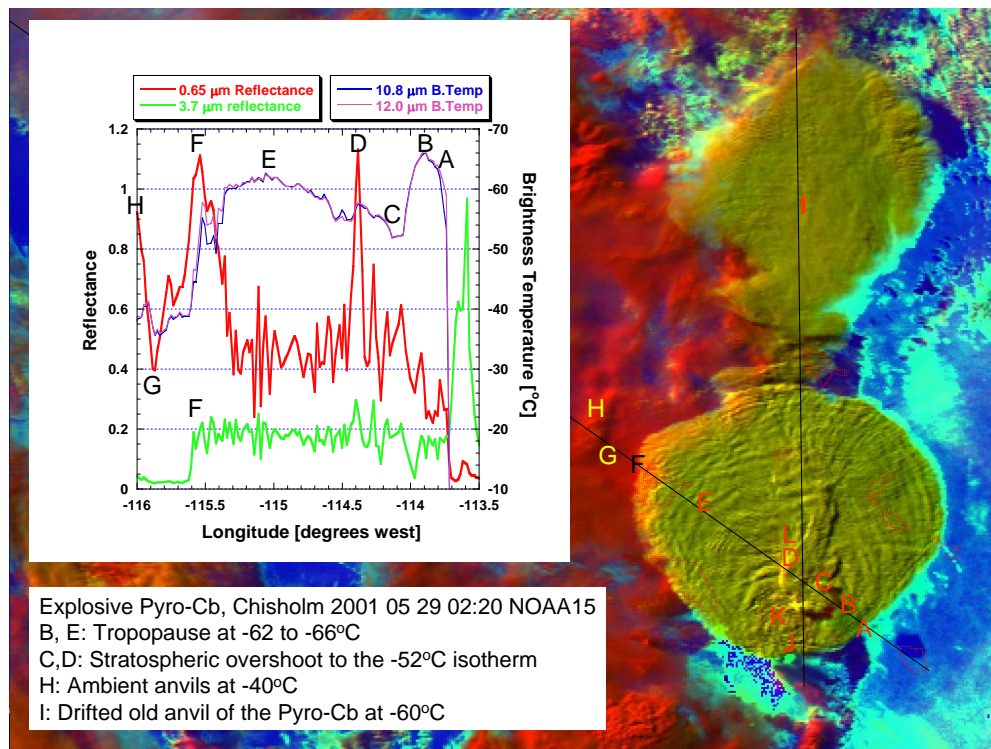 0.65 μm Reflectance
3.7 μm reflectance
10.8 μm B.Temp
12.0 μm B.Temp
1.2
1
0.8
0.6
0.4
0.2
0
Reflectance
-70
-60
-50
-40
-30
-20
-10
Brightness Temperature [°C]
-116
-115.5
-115
-114.5
-114
-113.5
Longitude [degrees west]
H
G
F
F
E
D
C
B
A
I
H
G
F
E
L
D
C
B
K
A
J
Explosive Pyro-Cb, Chisholm 2001 05 29 02:20 NOAA15
B, E: Tropopause at -62 to -66°C
C,D: Stratospheric overshoot to the -52°C isotherm
H: Ambient anvils at -40°C
I: Drifted old anvil of the Pyro-Cb at -60°C